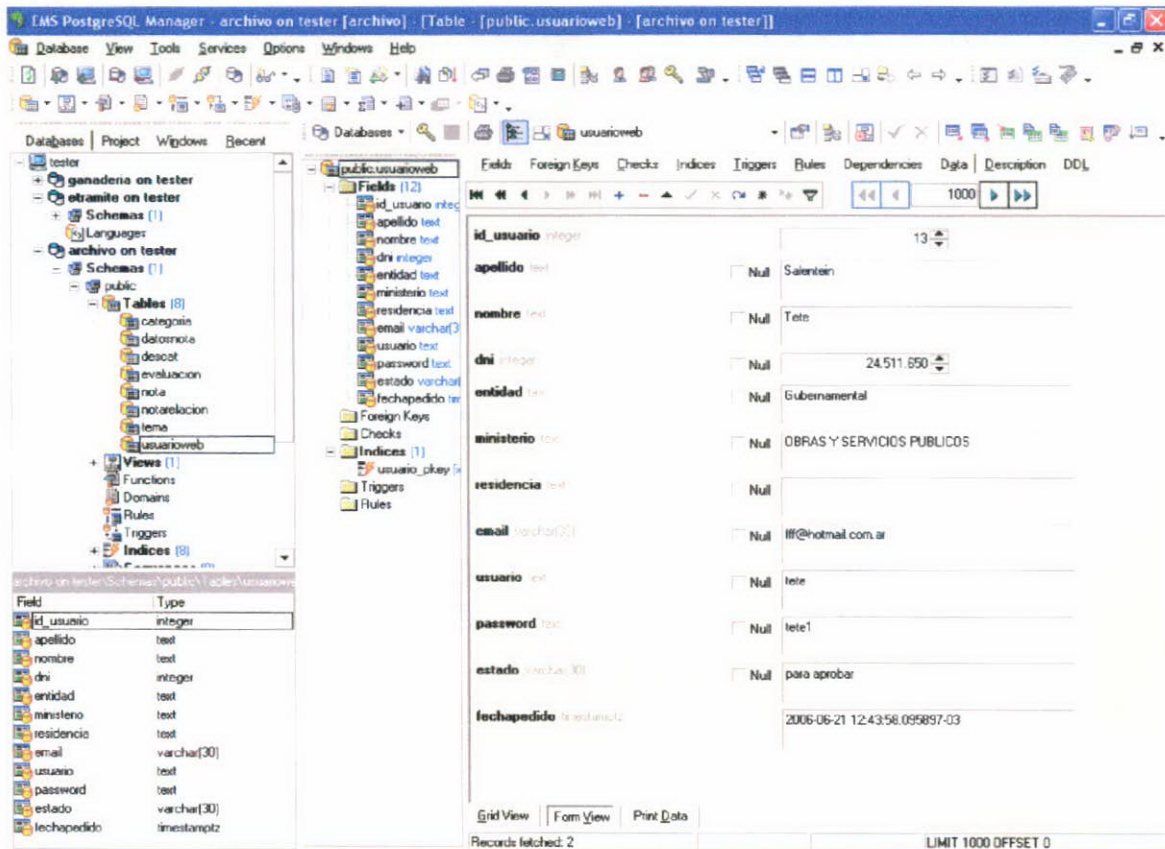 EMS PostgreSQL Manager - archivo on tester [archivo] - [Table - [public.usuarioweb] - [archivo on tester]]
Database View Tools Services Options Windows Help
Databases Project Windows Recent
tester
ganaderia on tester
etramite on tester
Schemas (1)
Languages
archivo on tester
Schemas (1)
public
Tables (8)
categoria
datosnota
descat
evaluacion
nota
notarelacion
tema
usuarioweb
Views (1)
Functions
Domains
Rules
Triggers
Indices (8)
archivo on tester\Schemas\public\Tables\usuariowe
Field Type
id_usuario integer
apellido text
nombre text
dni integer
entidad text
ministerio text
residencia text
email varchar(30)
usuario text
password text
estado varchar(30)
fechapedido timestamptz
Databases
usuarioweb
public.usuarioweb
Fields (12)
id_usuario integ
apellido text
nombre text
dni integer
entidad text
ministerio text
residencia text
email varchar(3
usuario text
password text
estado varchar(
fechapedido
Foreign Keys
Checks
Indices (1)
usuario_pkey
Triggers
Rules
Fields Foreign Keys Checks Indices Triggers Rules Dependencies Data Description DDL
1000
id_usuario integer 13
apellido text Null Salentein
nombre text Null Tete
dni integer Null 24.511.650
entidad text Null Gubernamental
ministerio text Null OBRAS Y SERVICIOS PUBLICOS
residencia text Null
email varchar(30) Null lff@hotmail.com.ar
usuario text Null tete
password text Null tete1
estado varchar(30) Null para aprobar
fechapedido timestamptz 2006-06-21 12:43:58.095897-03
Grid View Form View Print Data
Records fetched: 2 LIMIT 1000 OFFSET 0